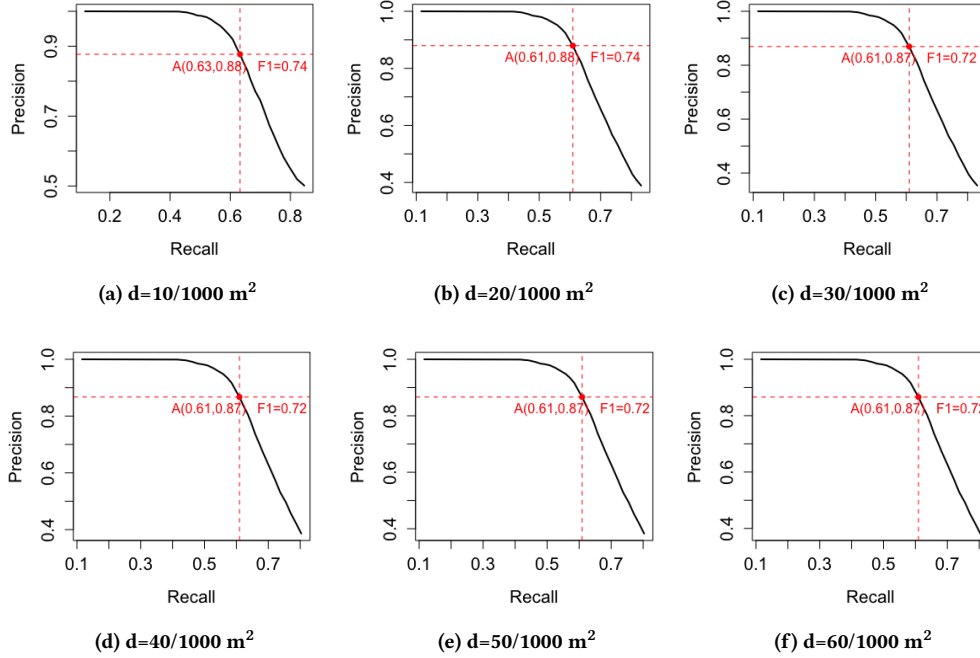 Precision
0.5 0.7 0.9
A(0.63,0.88) F1=0.74
0.2 0.4 0.6 0.8
Recall
(a) d=10/1000 m²
Precision
0.4 0.6 0.8 1.0
A(0.61,0.88) F1=0.74
0.1 0.3 0.5 0.7
Recall
(b) d=20/1000 m²
Precision
0.4 0.6 0.8 1.0
A(0.61,0.87) F1=0.72
0.1 0.3 0.5 0.7
Recall
(c) d=30/1000 m²
Precision
0.4 0.6 0.8 1.0
A(0.61,0.87) F1=0.72
0.1 0.3 0.5 0.7
Recall
(d) d=40/1000 m²
Precision
0.4 0.6 0.8 1.0
A(0.61,0.87) F1=0.72
0.1 0.3 0.5 0.7
Recall
(e) d=50/1000 m²
Precision
0.4 0.6 0.8 1.0
A(0.61,0.87)
0.1 0.3 0.5 0.7
Recall
(f) d=60/1000 m²